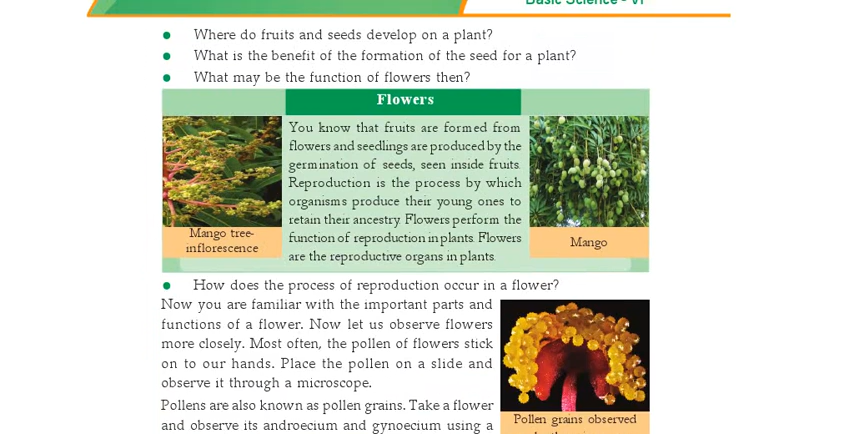 Basic Science - VI
● Where do fruits and seeds develop on a plant?
● What is the benefit of the formation of the seed for a plant?
● What may be the function of flowers then?
Flowers
You know that fruits are formed from
flowers and seedlings are produced by the
germination of seeds, seen inside fruits.
Reproduction is the process by which
organisms produce their young ones to
retain their ancestry. Flowers perform the
function of reproduction in plants. Flowers
are the reproductive organs in plants.
Mango tree-
inflorescence
Mango
● How does the process of reproduction occur in a flower?
Now you are familiar with the important parts and
functions of a flower. Now let us observe flowers
more closely. Most often, the pollen of flowers stick
on to our hands. Place the pollen on a slide and
observe it through a microscope.
Pollens are also known as pollen grains. Take a flower
and observe its androecium and gynoecium using a
Pollen grains observed